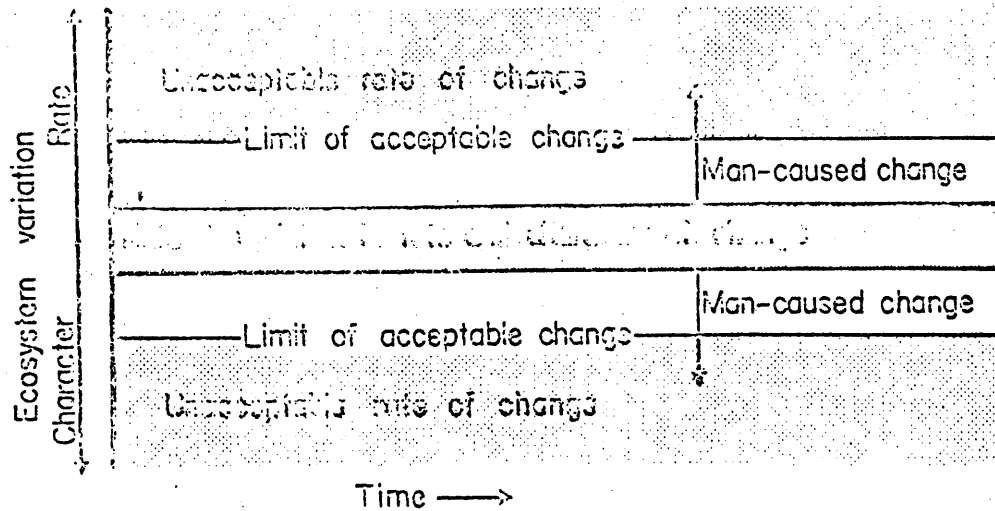 Unacceptable rate of change
Limit of acceptable change
Man-caused change
change
Man-caused change
Limit of acceptable change
Unacceptable rate of change
Ecosystem variation
Rate
Character
Time